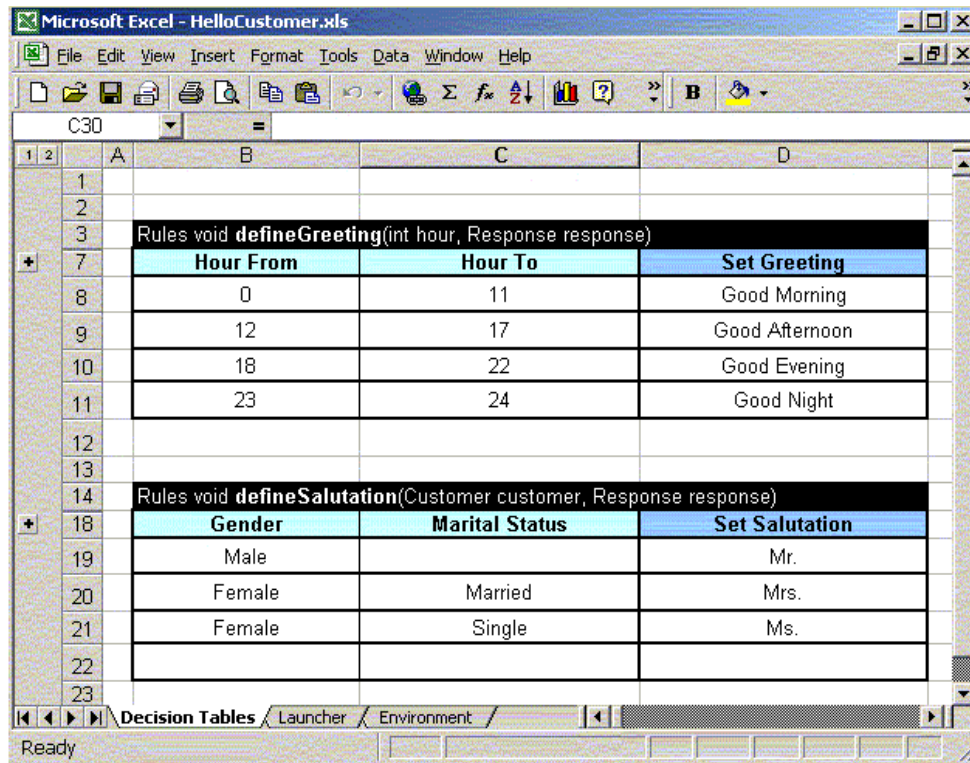 Microsoft Excel - HelloCustomer.xls
File Edit View Insert Format Tools Data Window Help
Σ fx A Z » B »
C30 =
1 2 A B C D
1
2
3 Rules void defineGreeting(int hour, Response response)
7 Hour From Hour To Set Greeting
8 0 11 Good Morning
9 12 17 Good Afternoon
10 18 22 Good Evening
11 23 24 Good Night
12
13
14 Rules void defineSalutation(Customer customer, Response response)
18 Gender Marital Status Set Salutation
19 Male Mr.
20 Female Married Mrs.
21 Female Single Ms.
22
23
Decision Tables Launcher Environment
Ready